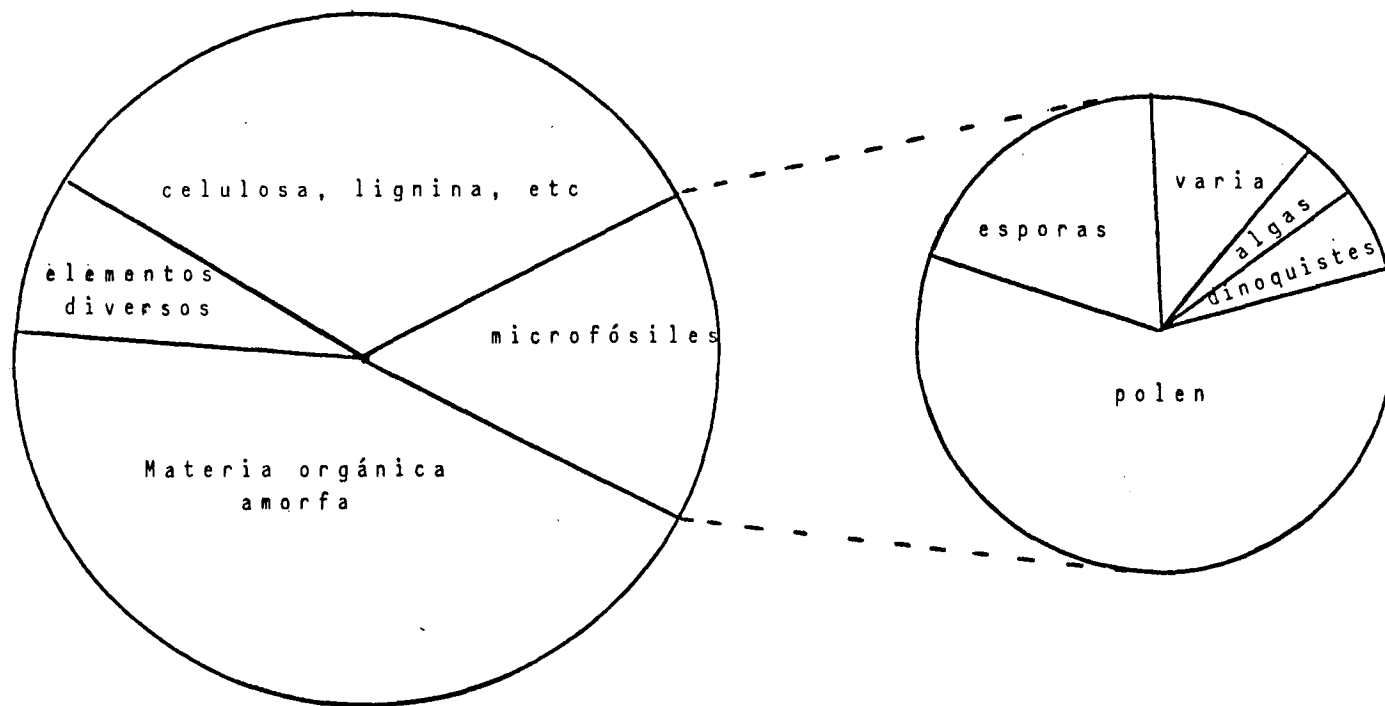 celulosa, lignina, etc
elementos
diversos
microfósiles
Materia orgánica
amorfa
varia
esporas
algas
dinoquistes
polen